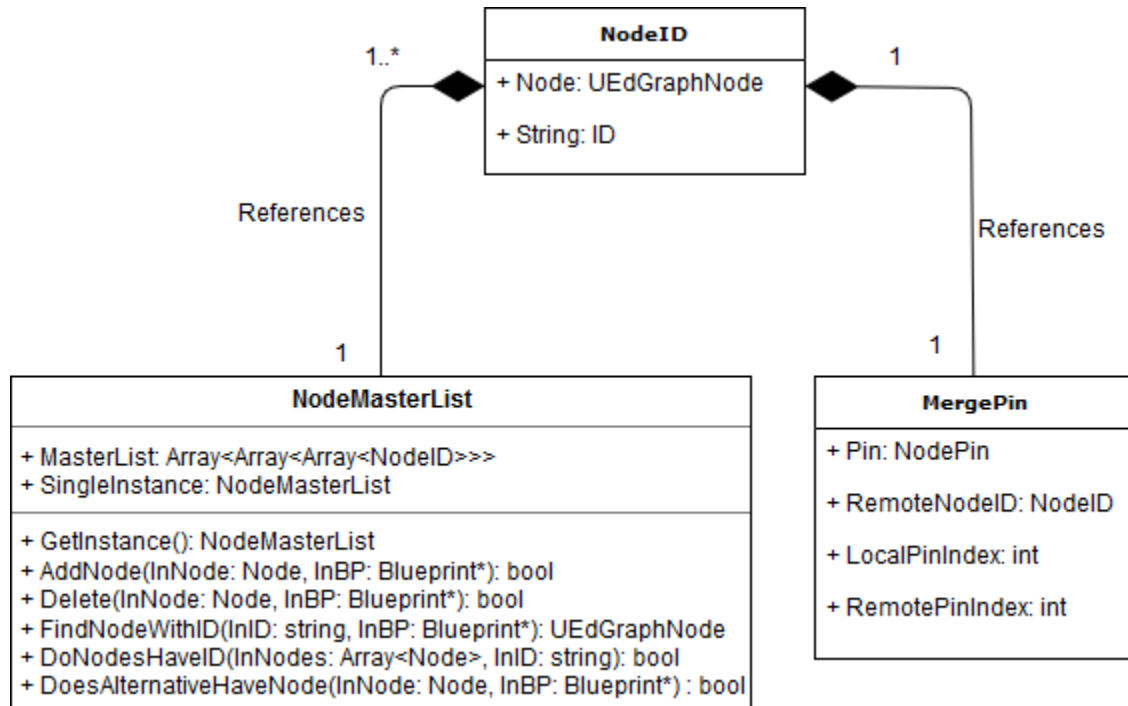 NodeID
+ Node: UEdGraphNode
+ String: ID
1..*
1
References
References
1
1
NodeMasterList
+ MasterList: Array<Array<Array<NodeID>>>
+ SingleInstance: NodeMasterList
+ GetInstance(): NodeMasterList
+ AddNode(InNode: Node, InBP: Blueprint*): bool
+ Delete(InNode: Node, InBP: Blueprint*): bool
+ FindNodeWithID(InID: string, InBP: Blueprint*): UEdGraphNode
+ DoNodesHaveID(InNodes: Array<Node>, InID: string): bool
+ DoesAlternativeHaveNode(InNode: Node, InBP: Blueprint*) : bool
MergePin
+ Pin: NodePin
+ RemoteNodeID: NodeID
+ LocalPinIndex: int
+ RemotePinIndex: int